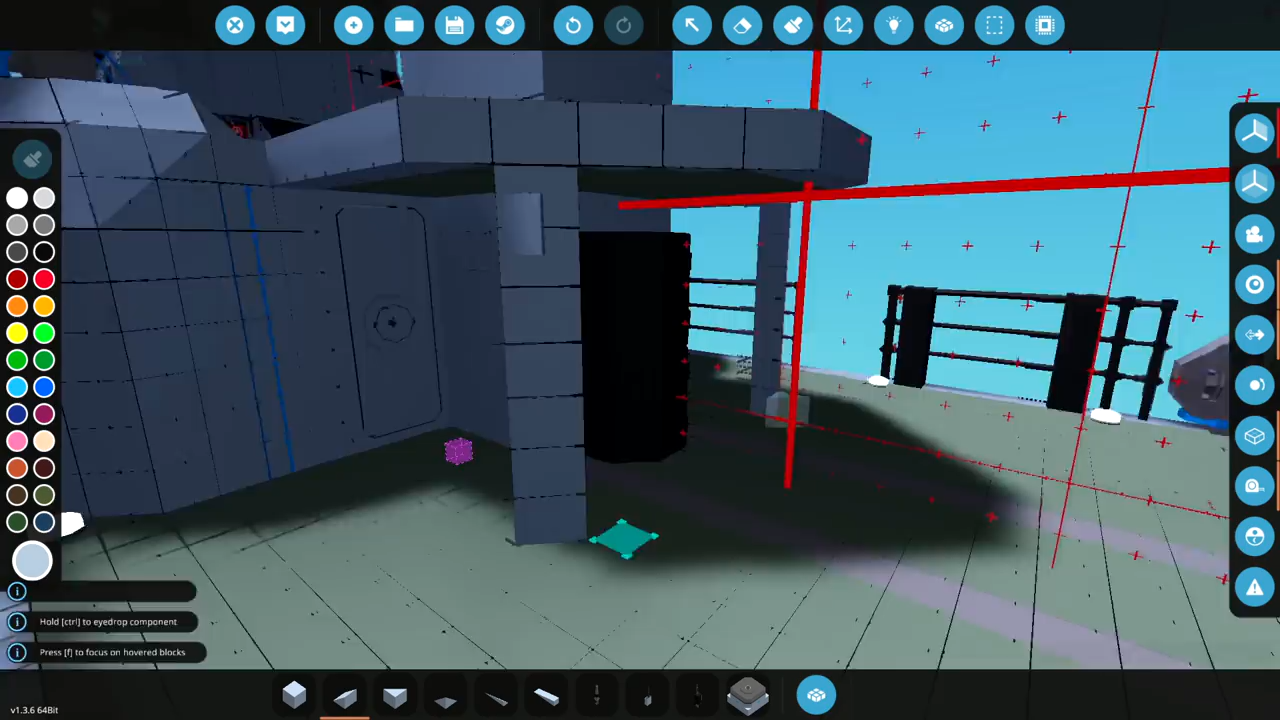 Hold [ctrl] to eyedrop component
Press [f] to focus on hovered blocks
v1.3.6 64Bit